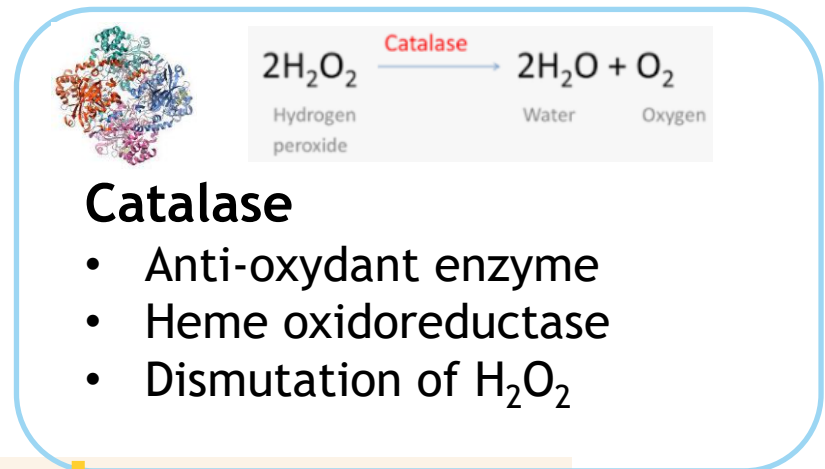 Catalase
2H₂O₂ → 2H₂O + O₂
Hydrogen peroxide Water Oxygen
Catalase
• Anti-oxydant enzyme
• Heme oxidoreductase
• Dismutation of H₂O₂